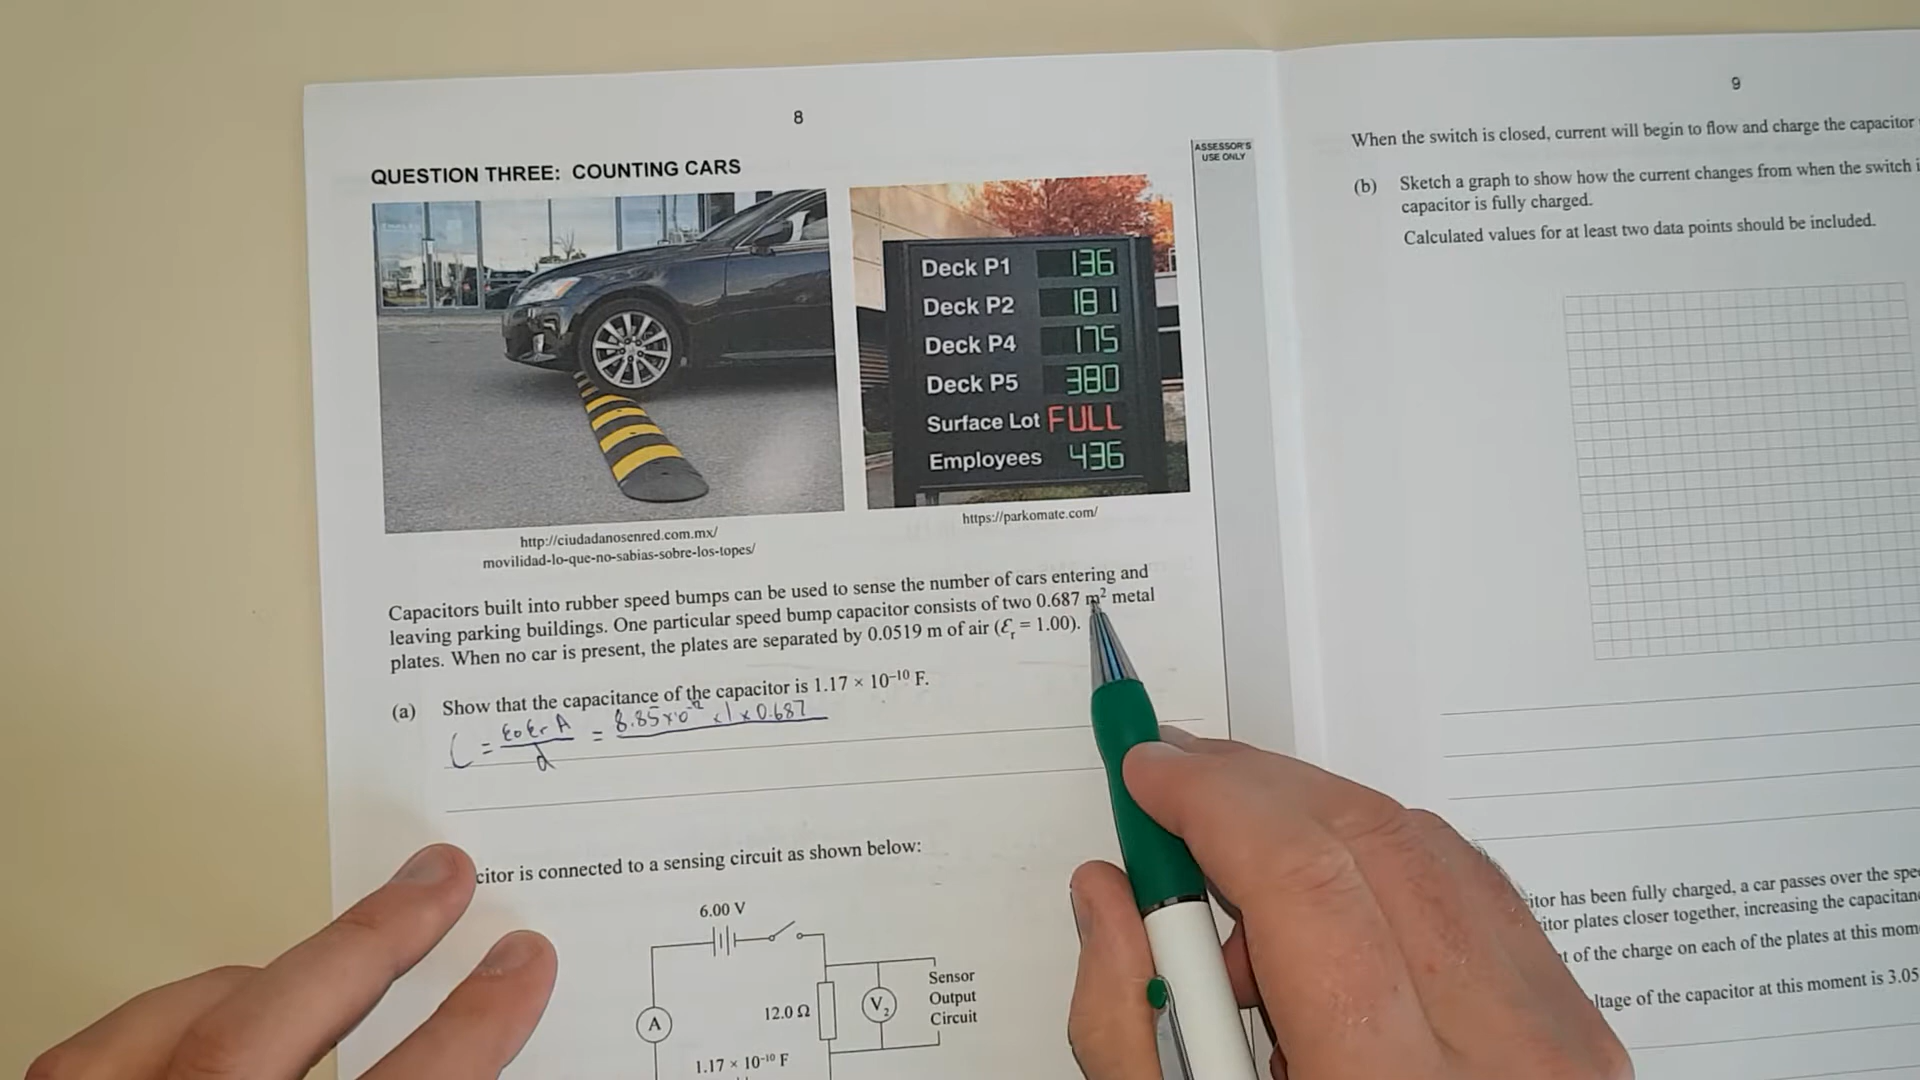 8
ASSESSOR'S
USE ONLY
QUESTION THREE: COUNTING CARS
Deck P1 136
Deck P2 181
Deck P4 175
Deck P5 380
Surface Lot FULL
Employees 436
http://ciudadanosenred.com.mx/
movilidad-lo-que-no-sabias-sobre-los-topes/
https://parkomate.com/
Capacitors built into rubber speed bumps can be used to sense the number of cars entering and
leaving parking buildings. One particular speed bump capacitor consists of two 0.687 m² metal
plates. When no car is present, the plates are separated by 0.0519 m of air (Ɛr = 1.00).
(a) Show that the capacitance of the capacitor is 1.17 × 10⁻¹⁰ F.
C = ƐoƐrA / d = 8.85x10⁻¹² x 1 x 0.687
citor is connected to a sensing circuit as shown below:
6.00 V
12.0 Ω
V₂
Sensor
Output
Circuit
A
1.17 × 10⁻¹⁰ F
9
When the switch is closed, current will begin to flow and charge the capacitor
(b) Sketch a graph to show how the current changes from when the switch i
capacitor is fully charged.
Calculated values for at least two data points should be included.
itor has been fully charged, a car passes over the spe
itor plates closer together, increasing the capacitan
t of the charge on each of the plates at this mom
ltage of the capacitor at this moment is 3.05